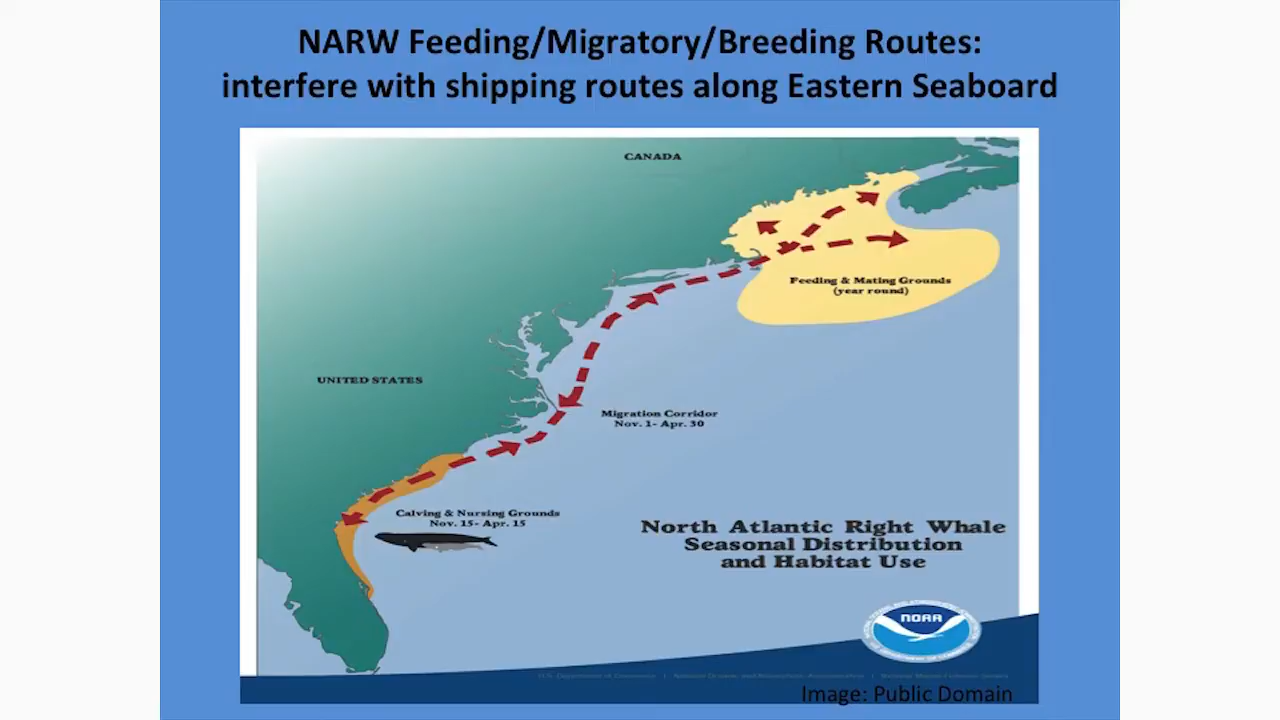 NARW Feeding/Migratory/Breeding Routes:
interfere with shipping routes along Eastern Seaboard
CANADA
Feeding & Mating Grounds
(year round)
UNITED STATES
Migration Corridor
Nov. 1- Apr. 30
Calving & Nursing Grounds
Nov. 15- Apr. 15
North Atlantic Right Whale
Seasonal Distribution
and Habitat Use
NOAA
Image: Public Domain